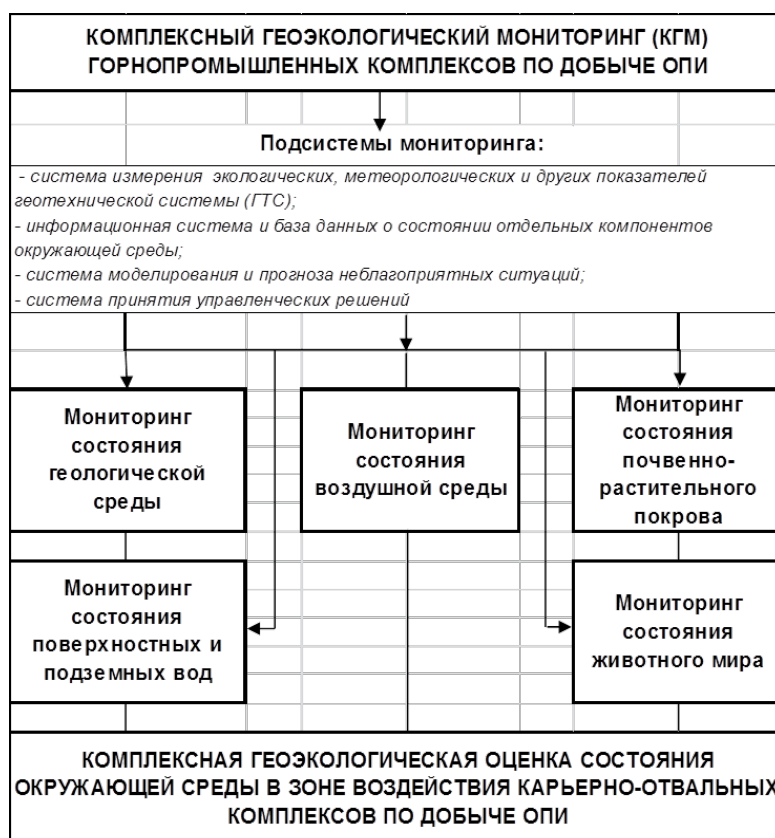 КОМПЛЕКСНЫЙ ГЕОЭКОЛОГИЧЕСКИЙ МОНИТОРИНГ (КГМ)
ГОРНОПРОМЫШЛЕННЫХ КОМПЛЕКСОВ ПО ДОБЫЧЕ ОПИ
Подсистемы мониторинга:
- система измерения экологических, метеорологических и других показателей
геотехнической системы (ГТС);
- информационная система и база данных о состоянии отдельных компонентов
окружающей среды;
- система моделирования и прогноза неблагоприятных ситуаций;
- система принятия управленческих решений
Мониторинг
состояния
геологической
среды
Мониторинг
состояния
воздушной среды
Мониторинг
состояния
почвенно-
растительного
покрова
Мониторинг
состояния
поверхностных и
подземных вод
Мониторинг
состояния
животного мира
КОМПЛЕКСНАЯ ГЕОЭКОЛОГИЧЕСКАЯ ОЦЕНКА СОСТОЯНИЯ
ОКРУЖАЮЩЕЙ СРЕДЫ В ЗОНЕ ВОЗДЕЙСТВИЯ КАРЬЕРНО-ОТВАЛЬНЫХ
КОМПЛЕКСОВ ПО ДОБЫЧЕ ОПИ